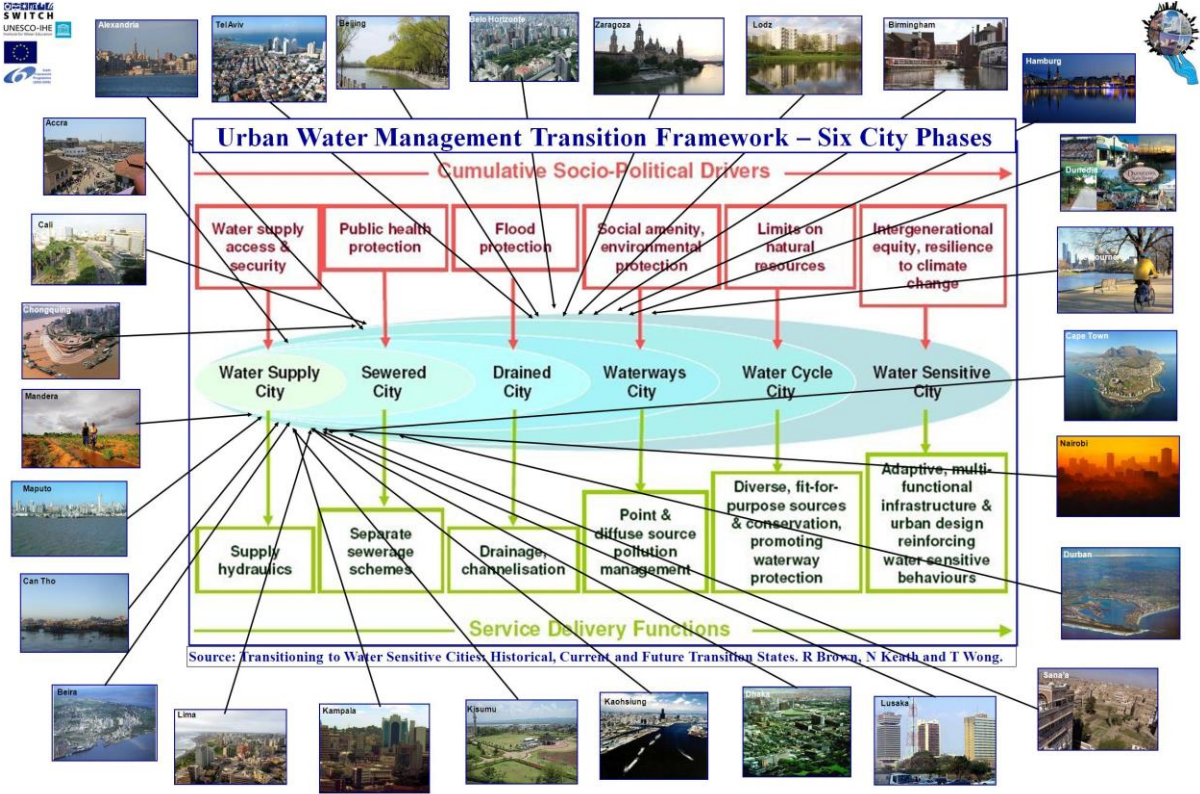 SWITCH
UNESCO-IHE
Institute for Water Education
Alexandria
Tel Aviv
Beijing
Belo Horizonte
Zaragoza
Lodz
Birmingham
Hamburg
Accra
Cali
Chongquing
Mandera
Maputo
Can Tho
Beira
Lima
Kampala
Kisumu
Kaohsiung
Dhaka
Lusaka
Sana'a
Durban
Nairobi
Cape Town
Melbourne
Dunedin
Urban Water Management Transition Framework – Six City Phases
Cumulative Socio-Political Drivers
Water supply
access &
security
Public health
protection
Flood
protection
Social amenity,
environmental
protection
Limits on
natural
resources
Intergenerational
equity, resilience
to climate
change
Water Supply
City
Sewered
City
Drained
City
Waterways
City
Water Cycle
City
Water Sensitive
City
Supply
hydraulics
Separate
sewerage
schemes
Drainage,
channelisation
Point &
diffuse source
pollution
management
Diverse, fit-for-
purpose sources
& conservation,
promoting
waterway
protection
Adaptive, multi-
functional
infrastructure &
urban design
reinforcing
water sensitive
behaviours
Service Delivery Functions
Source: Transitioning to Water Sensitive Cities: Historical, Current and Future Transition States. R Brown, N Keath and T Wong.